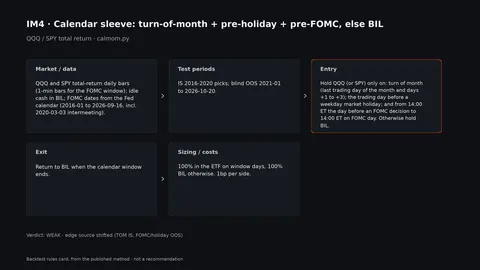 IM4 · Calendar sleeve: turn-of-month + pre-holiday + pre-FOMC, else BIL
QQQ / SPY total return · calmom.py
Market / data
QQQ and SPY total-return daily bars
(1-min bars for the FOMC window); idle
cash in BIL; FOMC dates from the Fed
calendar (2016-01 to 2026-09-16, incl.
2020-03-03 intermeeting).
›
Test periods
IS 2016-2020 picks; blind OOS 2021-01
to 2026-10-20.
›
Entry
Hold QQQ (or SPY) only on: turn of month
(last trading day of the month and days
+1 to +3); the trading day before a
weekday market holiday; and from 14:00
ET the day before an FOMC decision to
14:00 ET on FOMC day. Otherwise hold
BIL.
Exit
Return to BIL when the calendar window
ends.
›
Sizing / costs
100% in the ETF on window days, 100%
BIL otherwise. 1bp per side.
Verdict: WEAK · edge source shifted (TOM IS, FOMC/holiday OOS)
Backtest rules card, from the published method · not a recommendation